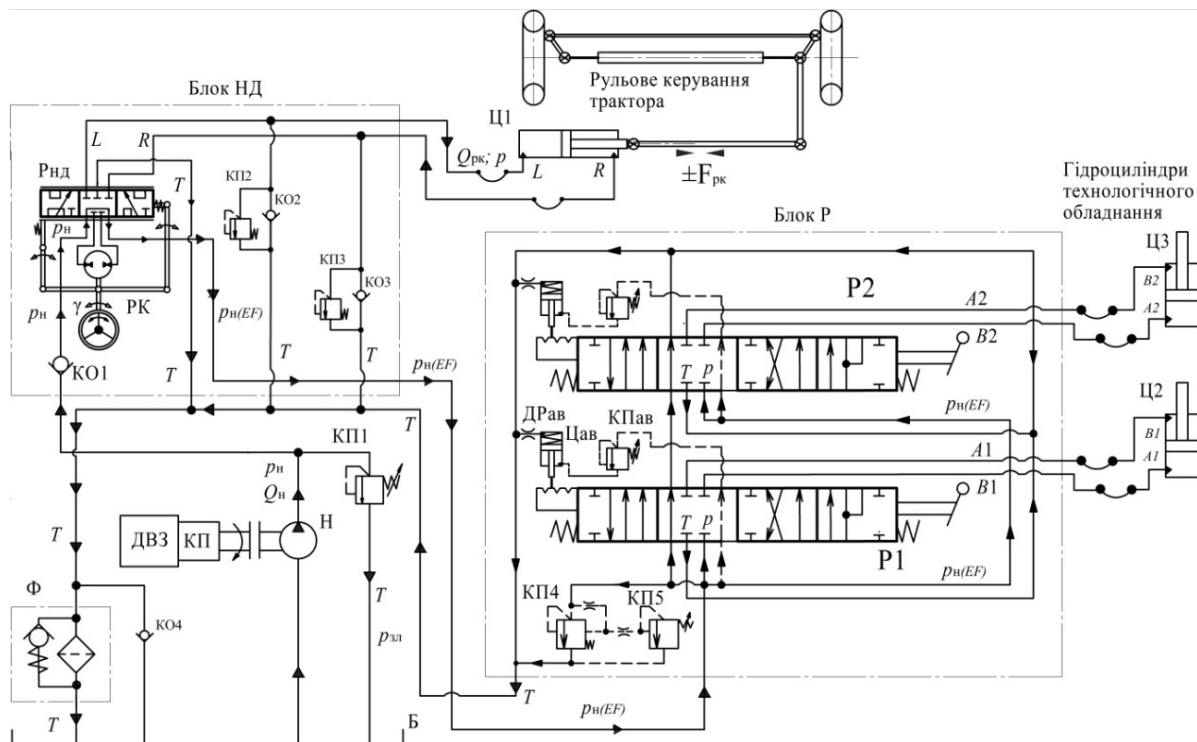 Блок НД
Рульове керування
трактора
Ц1
L
R
Qрк; p
L
R
±Fрк
Рнд
T
КП2
КО2
Гідроциліндри
технологічного
обладнання
Блок Р
Ц3
pн
КП3
КО3
B2
A2
γ
РК
pн
pн(EF)
P2
A2
T
T
КО1
T
pн(EF)
T
p
B2
ДРав
Цав
КПав
pн(EF)
Ц2
T
КП1
A1
B1
A1
pн
Qн
B1
ДВЗ
КП
Н
T
p
P1
T
Ф
КО4
T
pзл
КП4
КП5
pн(EF)
T
T
Б
pн(EF)